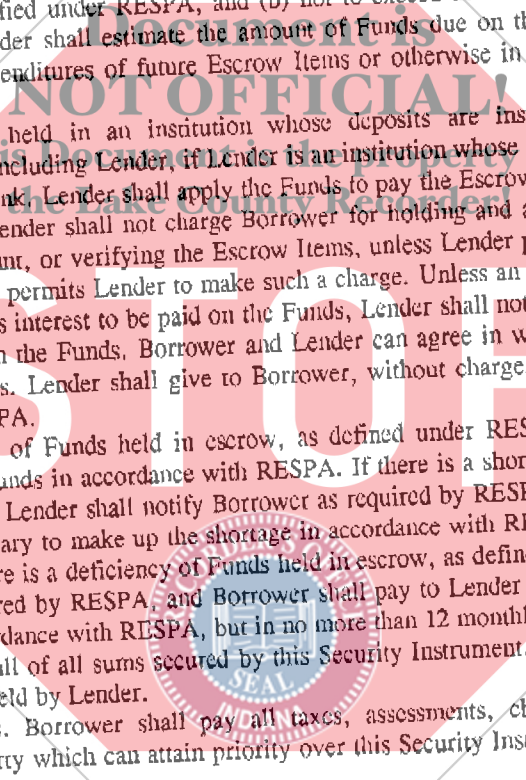 fied under RESPA, and (b) not to exceed
der shall estimate the amount of Funds due on th
enditures of future Escrow Items or otherwise in
Document is
NOT OFFICIAL!
held in an institution whose deposits are ins
ncluding Lender, if Lender is an institution whose
is Document is the property
nk. Lender shall apply the Funds to pay the Escrow
the Lake County Recorder!
ender shall not charge Borrower for holding and a
unt, or verifying the Escrow Items, unless Lender p
permits Lender to make such a charge. Unless an
s interest to be paid on the Funds, Lender shall not
n the Funds. Borrower and Lender can agree in w
s. Lender shall give to Borrower, without charge
STOP
PA.
of Funds held in escrow, as defined under RES
unds in accordance with RESPA. If there is a shor
Lender shall notify Borrower as required by RESP
ary to make up the shortage in accordance with RE
re is a deficiency of Funds held in escrow, as define
red by RESPA, and Borrower shall pay to Lender
rdance with RESPA, but in no more than 12 monthl
all of all sums secured by this Security Instrument,
eld by Lender.
SEAL
INDIANA
s. Borrower shall pay all taxes, assessments, ch
rty which can attain priority over this Security Inst